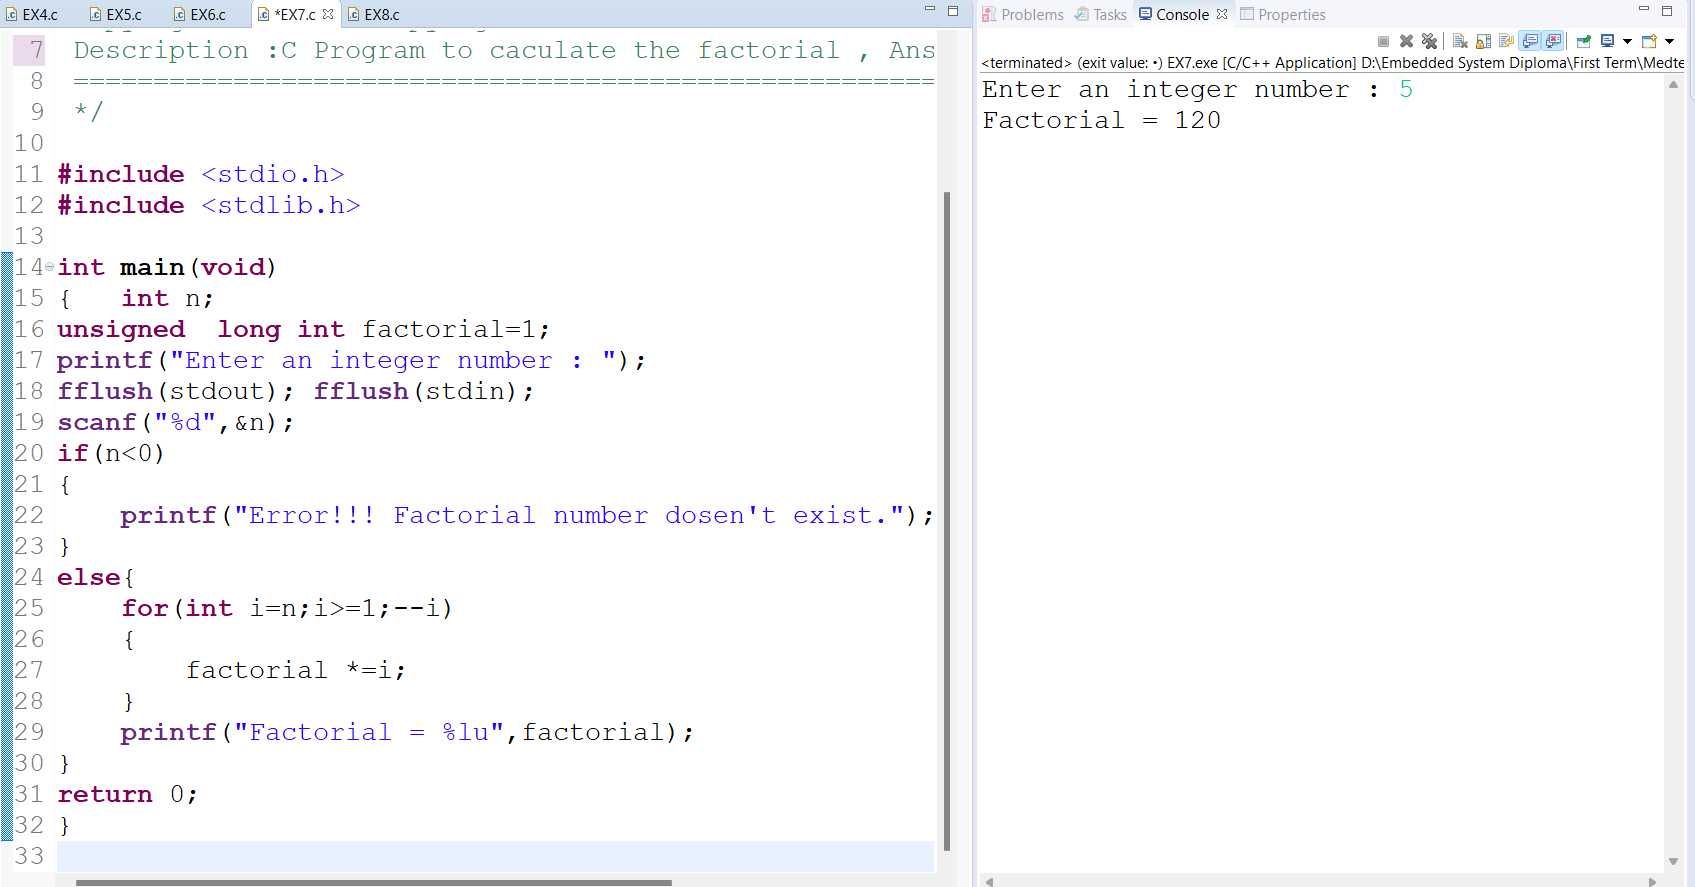 EX4.c EX5.c EX6.c *EX7.c EX8.c
7 Description :C Program to caculate the factorial , Ans
8 ======================================================
9 */
10
11 #include <stdio.h>
12 #include <stdlib.h>
13
14 int main(void)
15 {   int n;
16 unsigned  long int factorial=1;
17 printf("Enter an integer number : ");
18 fflush(stdout); fflush(stdin);
19 scanf("%d",&n);
20 if(n<0)
21 {
22     printf("Error!!! Factorial number dosen't exist.");
23 }
24 else{
25     for(int i=n;i>=1;--i)
26     {
27         factorial *=i;
28     }
29     printf("Factorial = %lu",factorial);
30 }
31 return 0;
32 }
33
Problems Tasks Console Properties
<terminated> (exit value: •) EX7.exe [C/C++ Application] D:\Embedded System Diploma\First Term\Medte
Enter an integer number : 5
Factorial = 120